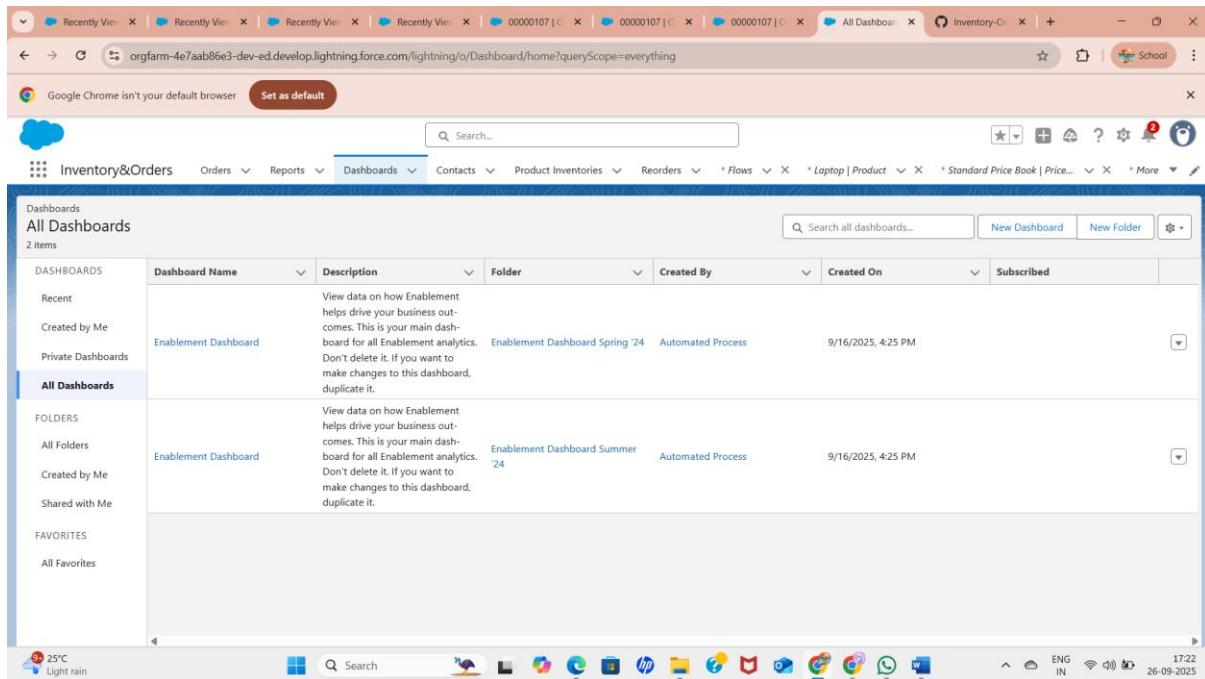 Recently View
Recently View
Recently View
Recently View
00000107 |
00000107 |
00000107 |
All Dashboar
Inventory-O
orgfarm-4e7aab86e3-dev-ed.develop.lightning.force.com/lightning/o/Dashboard/home?queryScope=everything
School
Google Chrome isn't your default browser
Set as default
Search...
2
Inventory&Orders
Orders
Reports
Dashboards
Contacts
Product Inventories
Reorders
* Flows
* Laptop | Product
* Standard Price Book | Price...
* More
Dashboards
All Dashboards
2 items
Search all dashboards...
New Dashboard
New Folder
DASHBOARDS
Recent
Created by Me
Private Dashboards
All Dashboards
FOLDERS
All Folders
Created by Me
Shared with Me
FAVORITES
All Favorites
Dashboard Name
Description
Folder
Created By
Created On
Subscribed
Enablement Dashboard
View data on how Enablement
helps drive your business out-
comes. This is your main dash-
board for all Enablement analytics.
Don't delete it. If you want to
make changes to this dashboard,
duplicate it.
Enablement Dashboard Spring '24
Automated Process
9/16/2025, 4:25 PM
Enablement Dashboard
View data on how Enablement
helps drive your business out-
comes. This is your main dash-
board for all Enablement analytics.
Don't delete it. If you want to
make changes to this dashboard,
duplicate it.
Enablement Dashboard Summer
'24
Automated Process
9/16/2025, 4:25 PM
9+
25°C
Light rain
Search
ENG
IN
17:22
26-09-2025